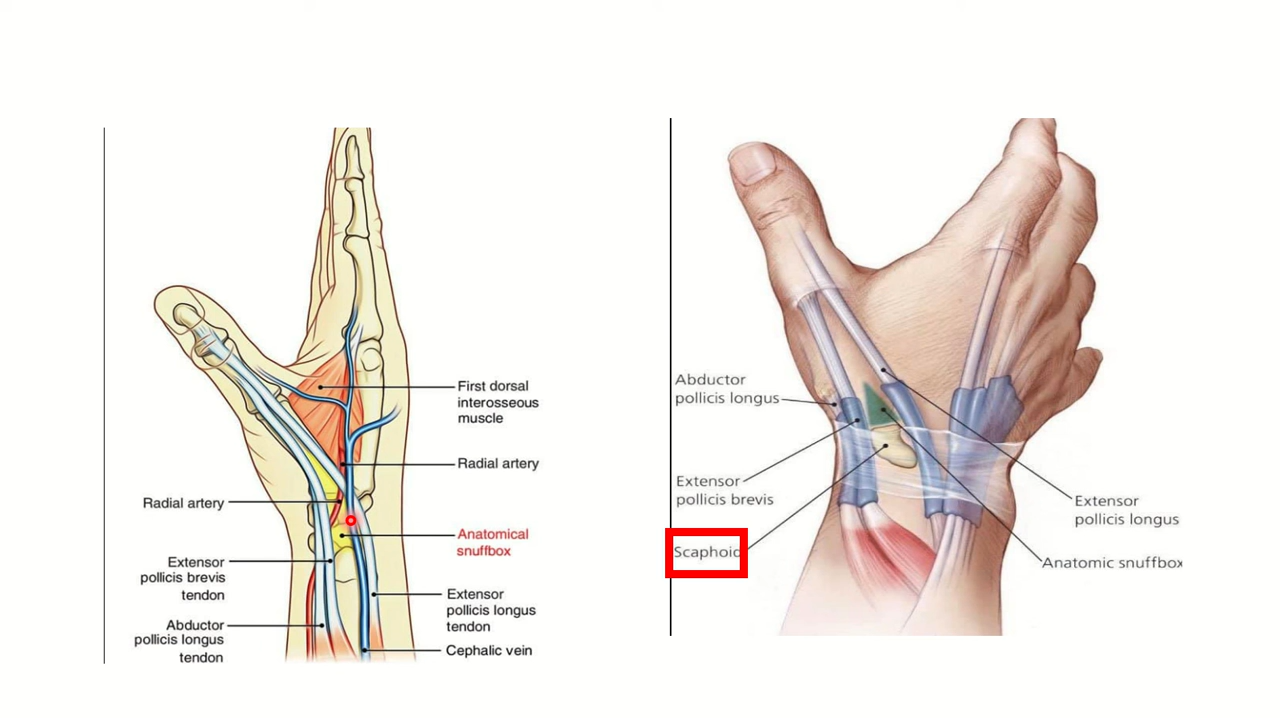 First dorsal
interosseous
muscle
Radial artery
Radial artery
Anatomical
snuffbox
Extensor
pollicis brevis
tendon
Extensor
pollicis longus
tendon
Abductor
pollicis longus
tendon
Cephalic vein
Abductor
pollicis longus
Extensor
pollicis brevis
Extensor
pollicis longus
Scaphoid
Anatomic snuffbox